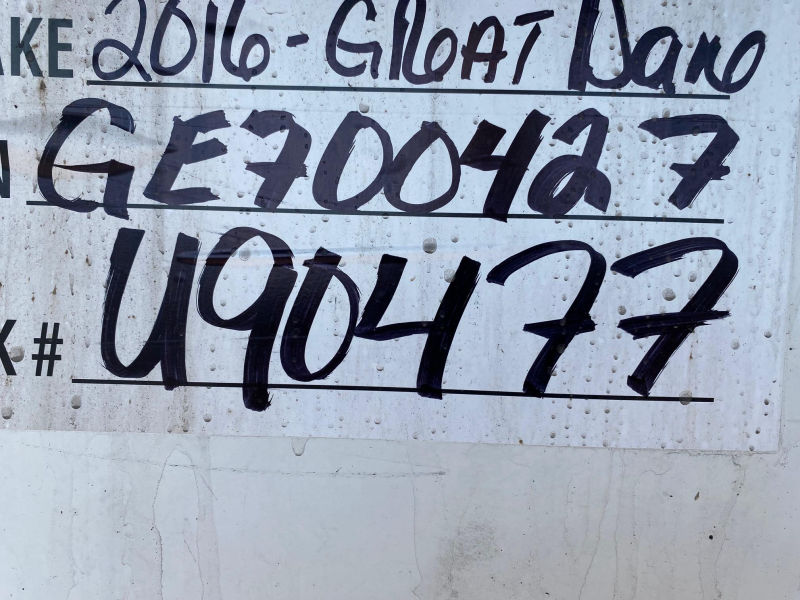 AKE 2016 - GREAT Dane
N GE700427
K # U90477